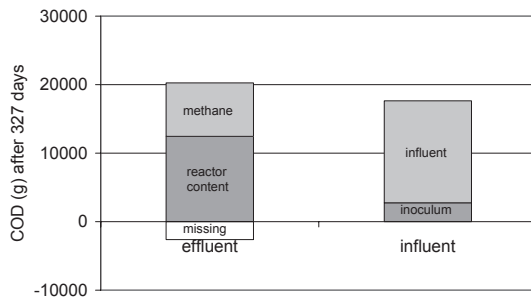 30000
20000
10000
0
-10000
COD (g) after 327 days
methane
reactor
content
missing
effluent
influent
inoculum
influent